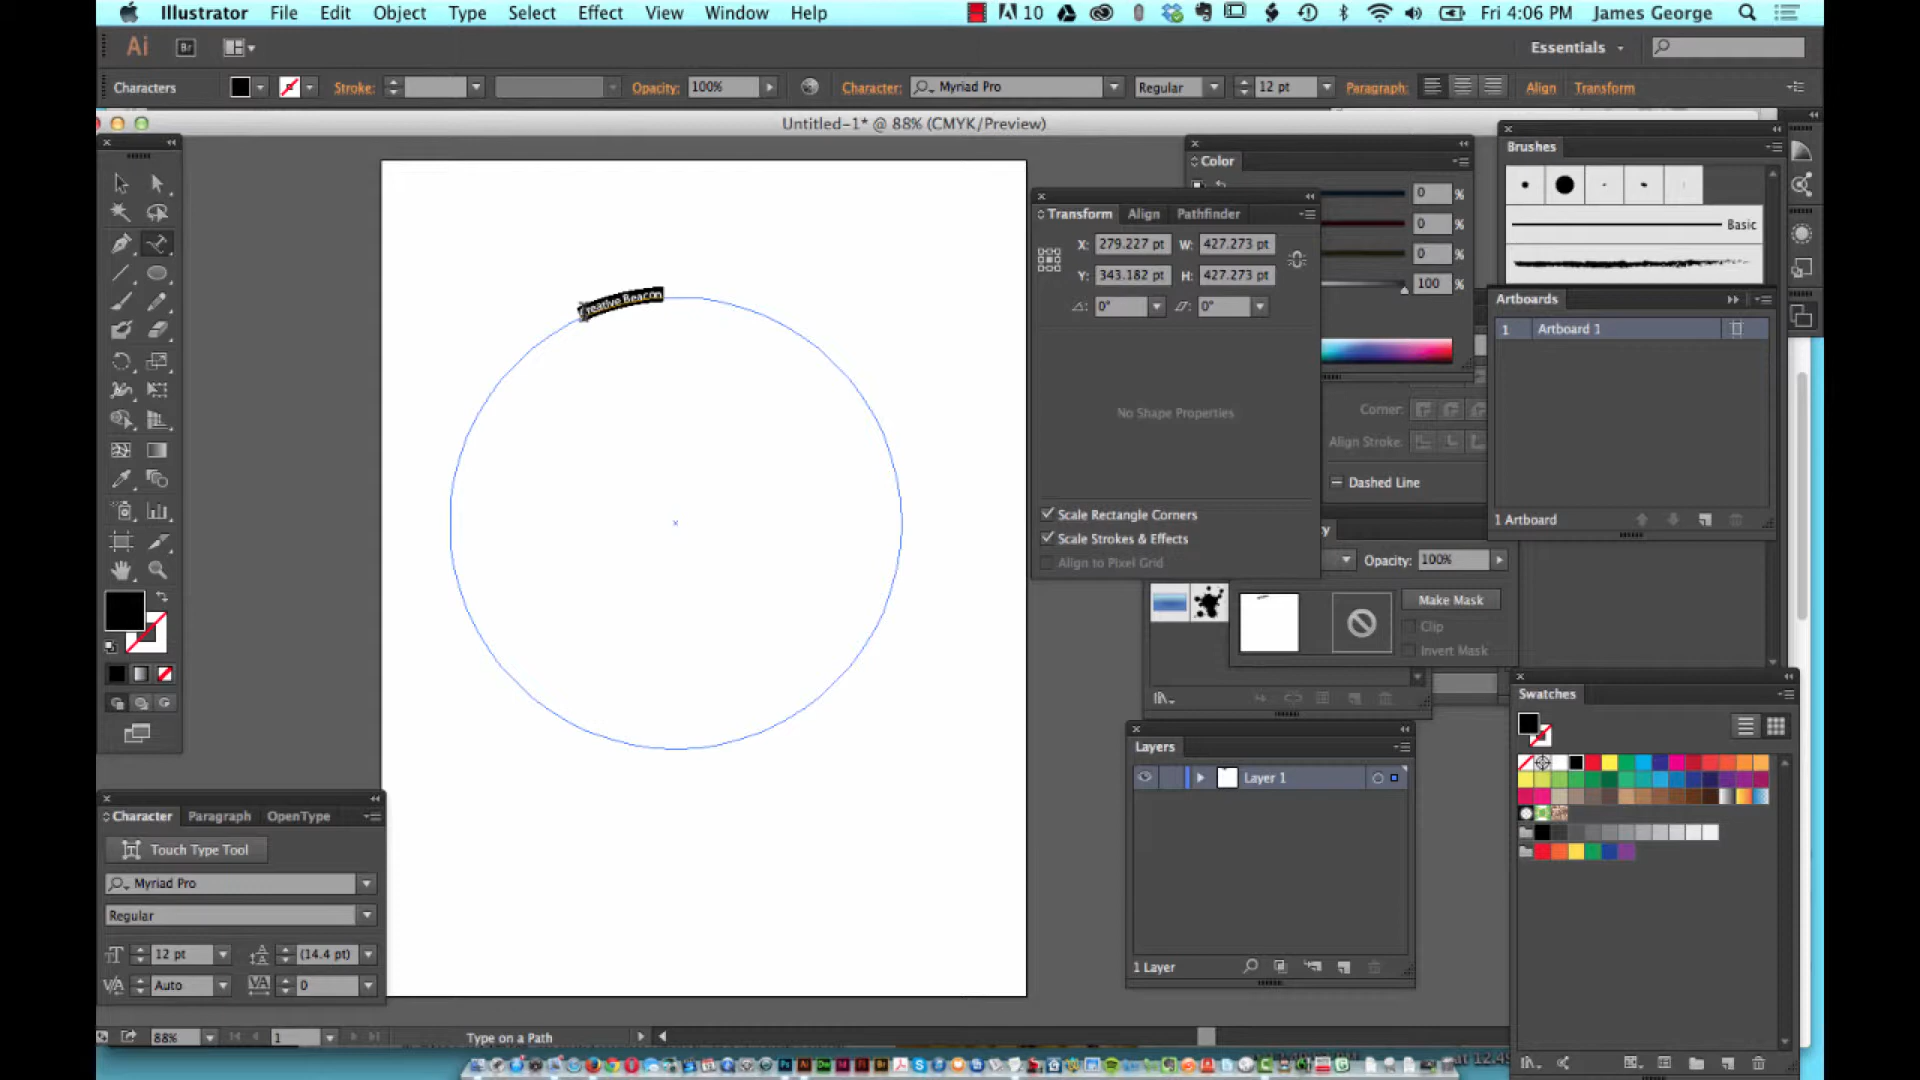 Illustrator File Edit Object Type Select Effect View Window Help 10 Fri 4:06 PM James George
Ai Br Essentials
Characters Stroke: Opacity: 100% Character: Myriad Pro Regular 12 pt Paragraph: Align Transform
Untitled-1* @ 88% (CMYK/Preview)
Color
0 %
0 %
0 %
100 %
Brushes
Basic
Transform Align Pathfinder
X: 279.227 pt W: 427.273 pt
Y: 343.182 pt H: 427.273 pt
0° 0°
No Shape Properties
Scale Rectangle Corners
Scale Strokes & Effects
Align to Pixel Grid
Creative Beacon
Artboards
1 Artboard 1
1 Artboard
Corner:
Align Stroke:
Dashed Line
Opacity: 100%
Make Mask
Clip
Invert Mask
Swatches
Layers
Layer 1
1 Layer
Character Paragraph OpenType
Touch Type Tool
Myriad Pro
Regular
12 pt (14.4 pt)
Auto 0
88% 1 Type on a Path
at 12.49